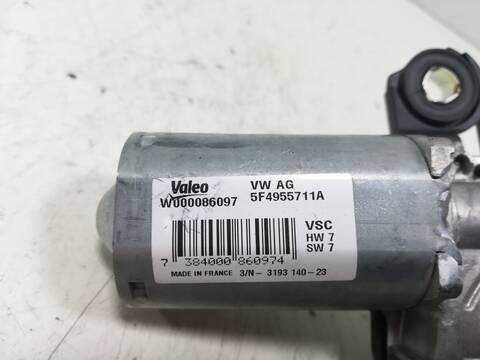 Valeo VW AG
W000086097 5F4955711A
VSC
HW 7
SW 7
7 384000 860974
MADE IN FRANCE 3/N- 3193 140-23